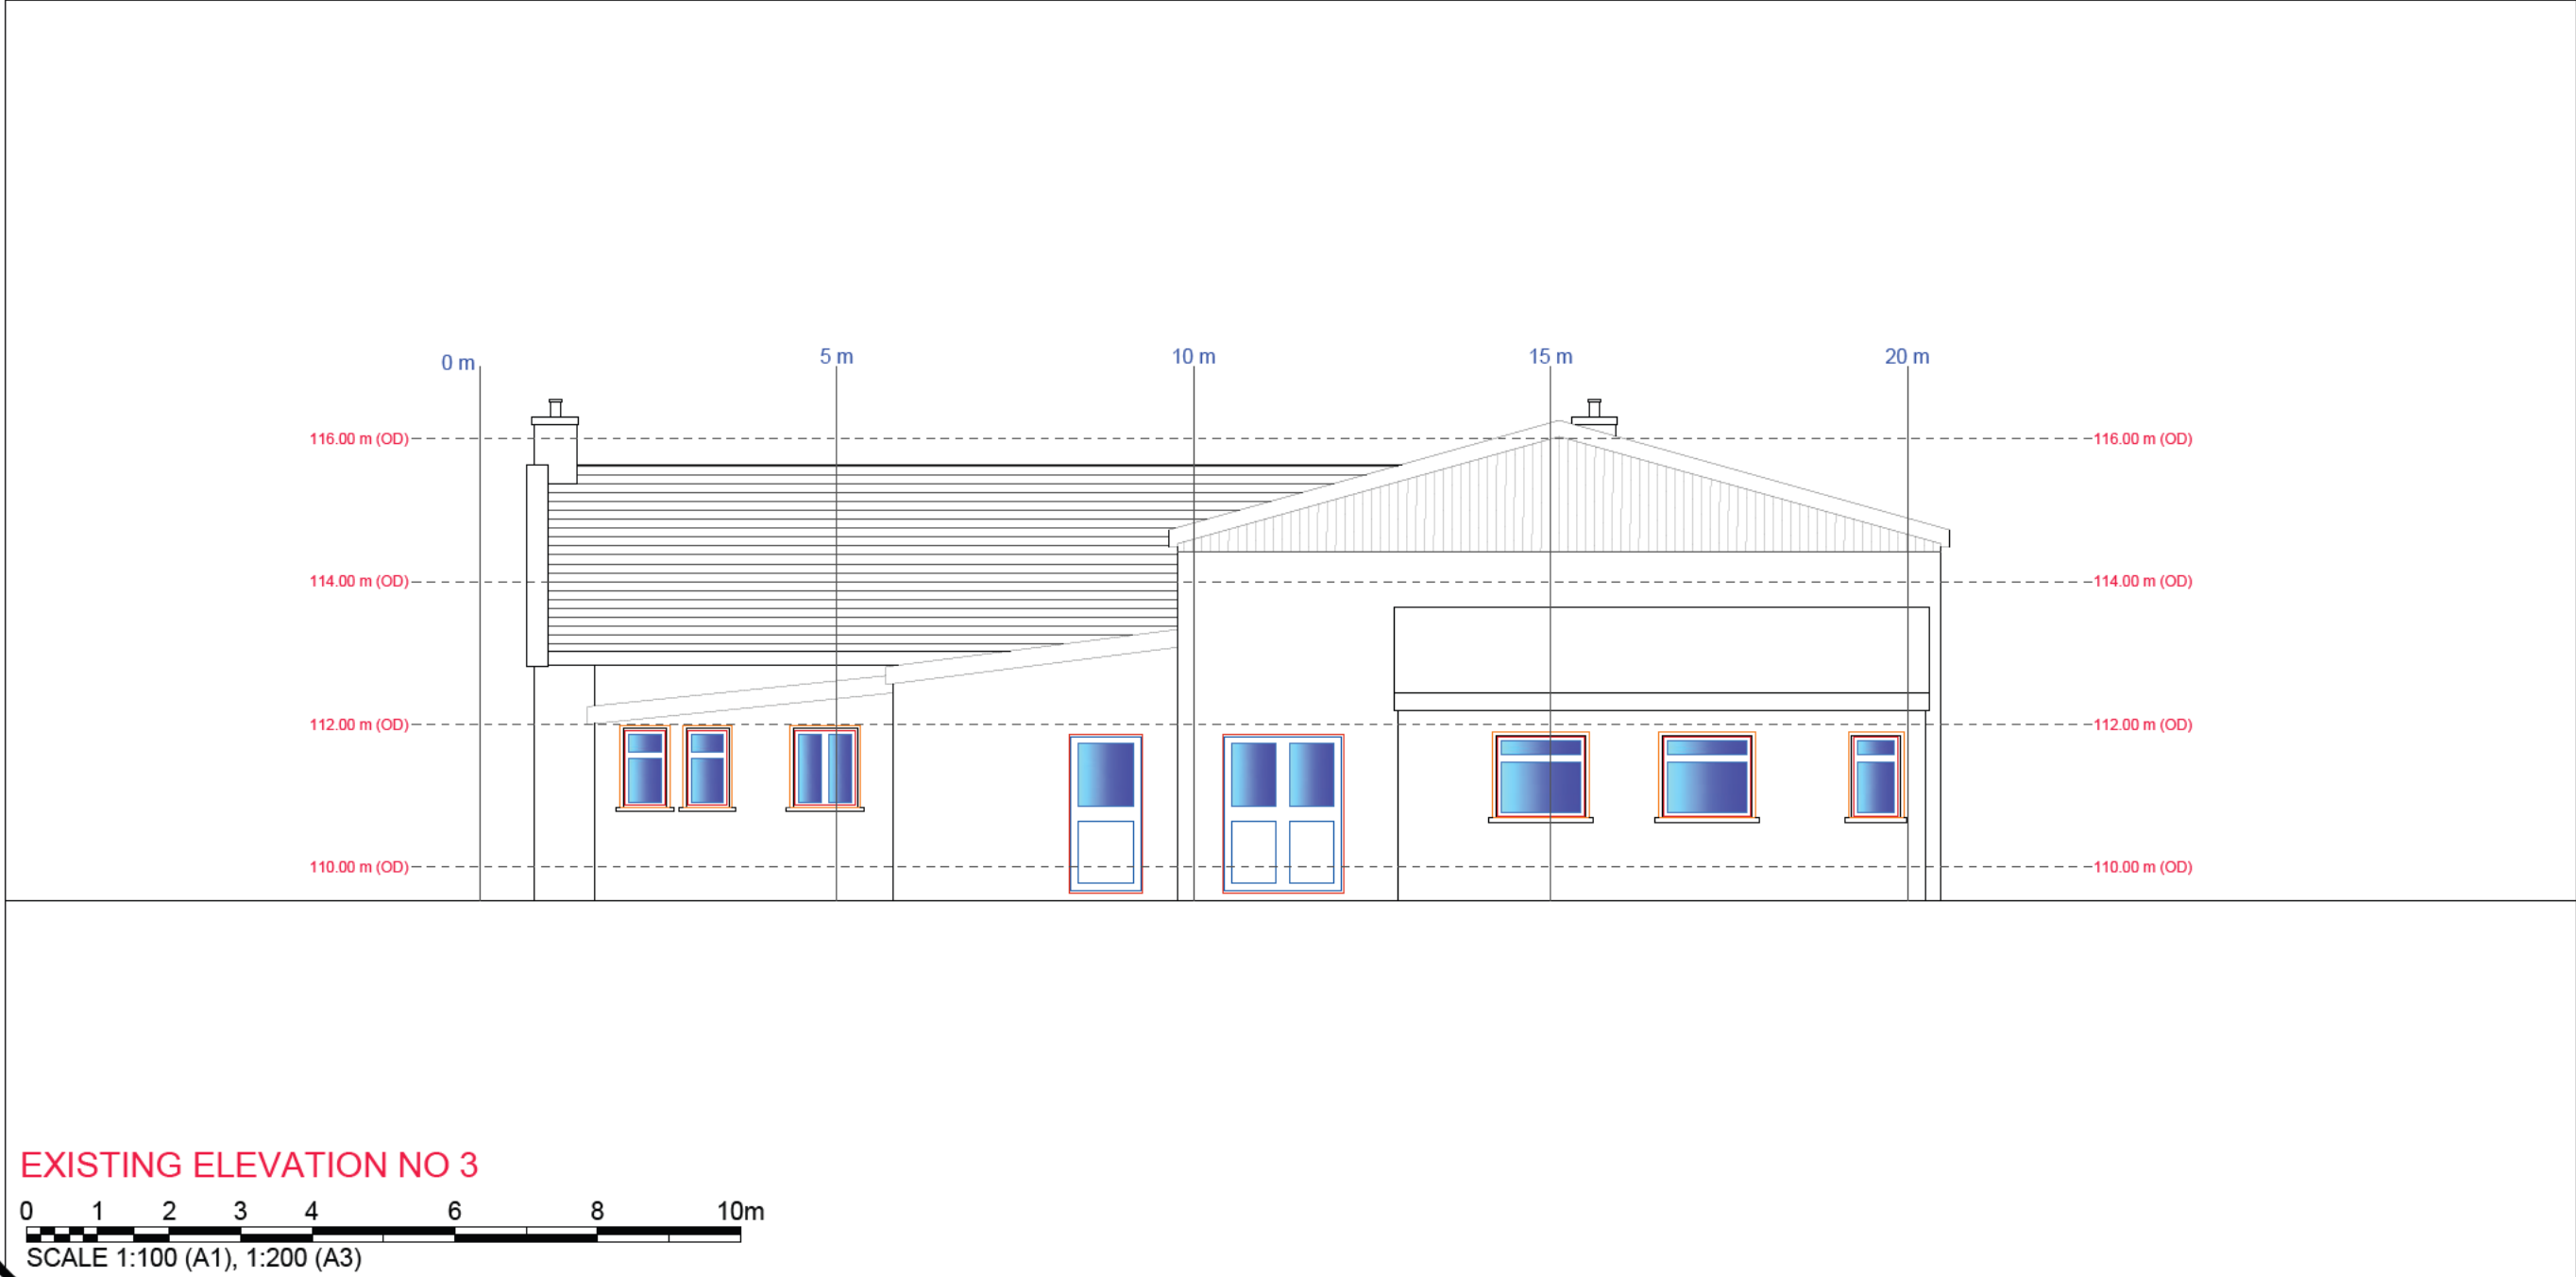 0 m
5 m
10 m
15 m
20 m
116.00 m (OD)
116.00 m (OD)
114.00 m (OD)
114.00 m (OD)
112.00 m (OD)
112.00 m (OD)
110.00 m (OD)
110.00 m (OD)
EXISTING ELEVATION NO 3
0 1 2 3 4 6 8 10m
SCALE 1:100 (A1), 1:200 (A3)